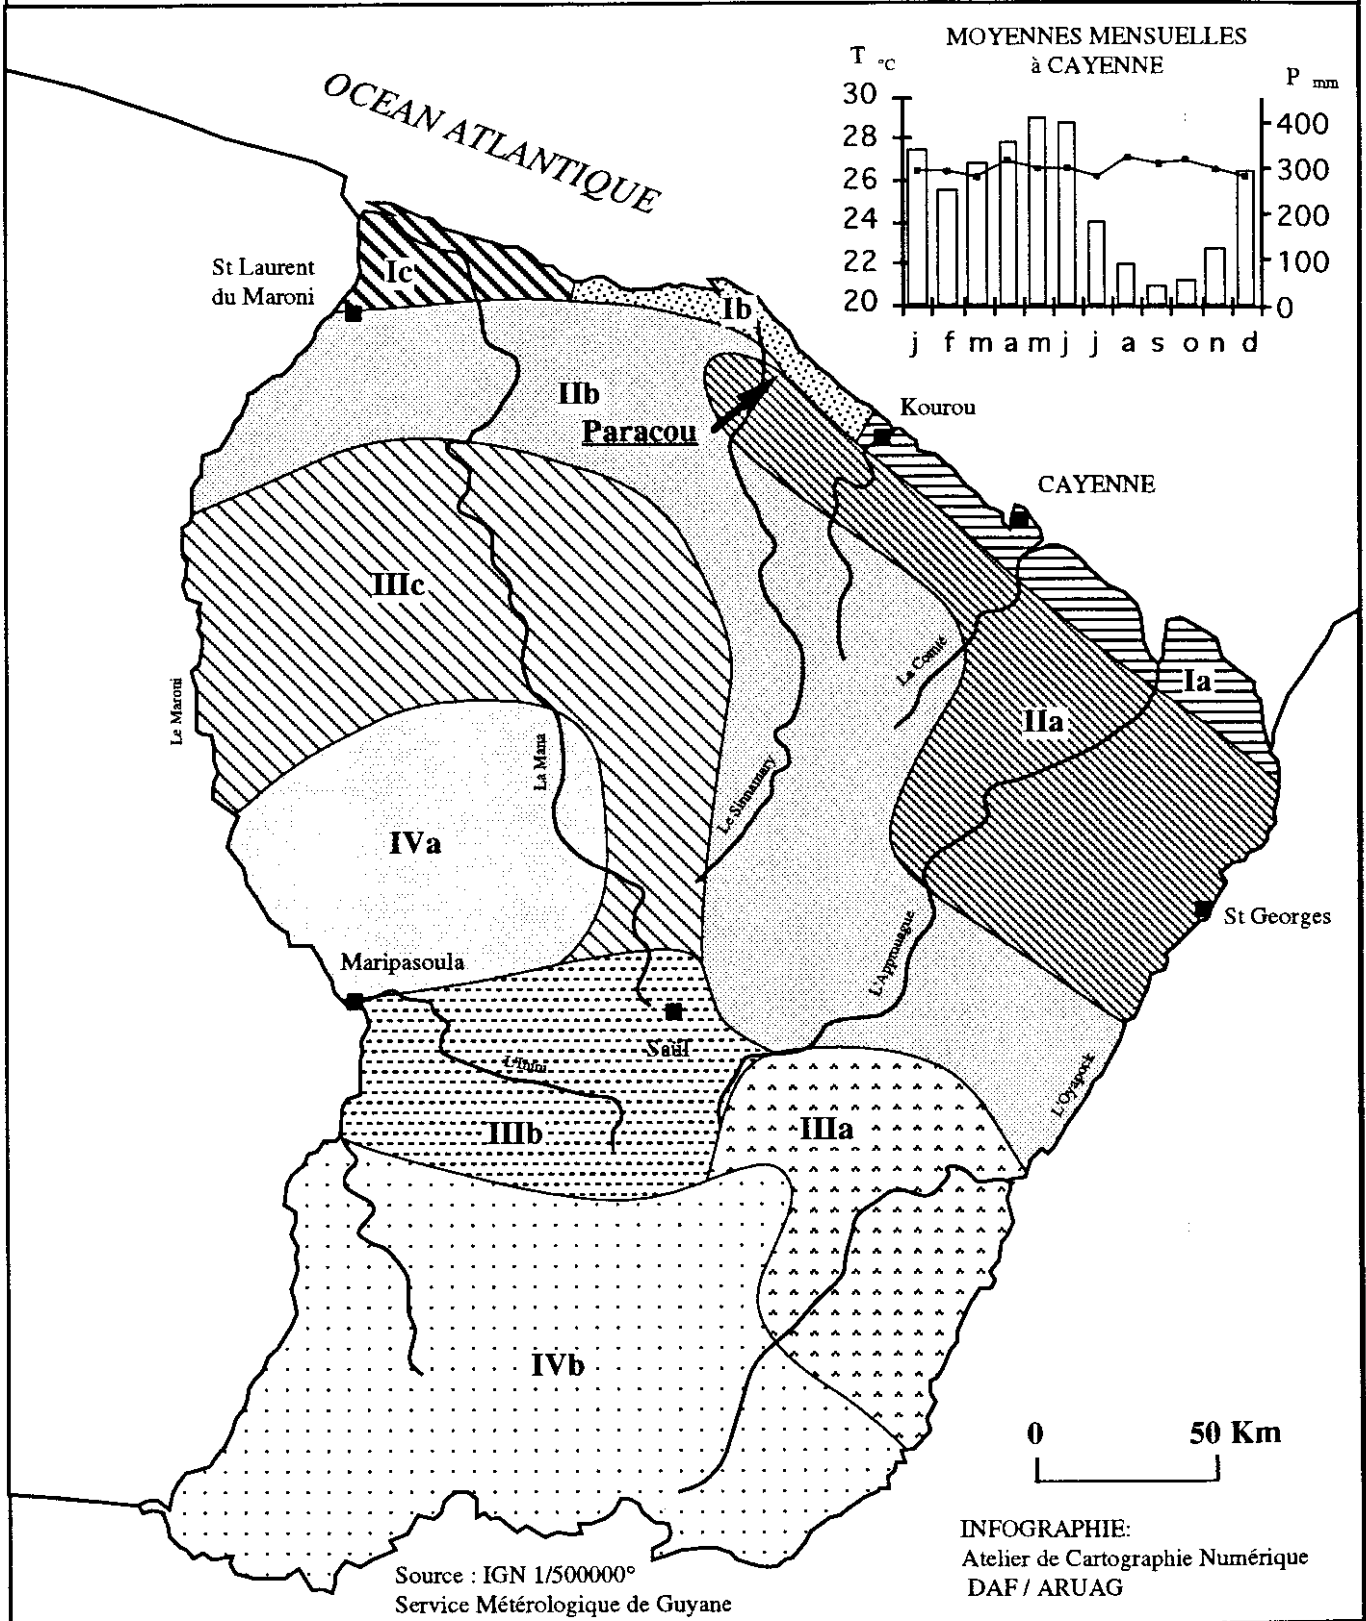 MOYENNES MENSUELLES
à CAYENNE
T °C
P mm
30
28
26
24
22
20
400
300
200
100
0
j f m a m j j a s o n d
OCEAN ATLANTIQUE
St Laurent
du Maroni
Ic
Ib
IIb
Paracou
Kourou
CAYENNE
IIIc
Le Maroni
La Comté
Ia
IIa
La Mana
Le Sinnamary
IVa
St Georges
L'Approuague
Maripasoula
Saül
L'Inini
L'Oyapock
IIIb
IIIa
IVb
0 50 Km
INFOGRAPHIE:
Atelier de Cartographie Numérique
DAF / ARUAG
Source : IGN 1/500000°
Service Métérologique de Guyane